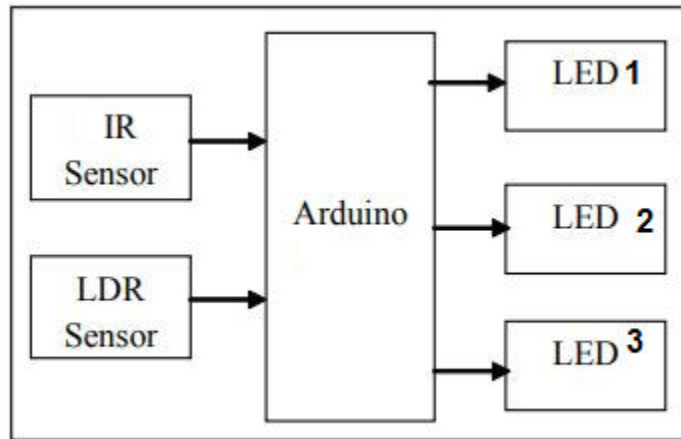 IR
Sensor
LDR
Sensor
Arduino
LED 1
LED 2
LED 3